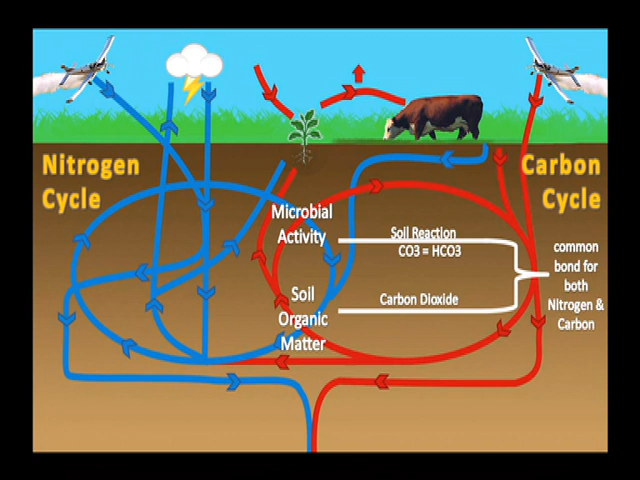 Nitrogen
Cycle
Carbon
Cycle
Microbial
Activity
Soil Reaction
CO3 = HCO3
Soil
Organic
Matter
Carbon Dioxide
common
bond for
both
Nitrogen &
Carbon